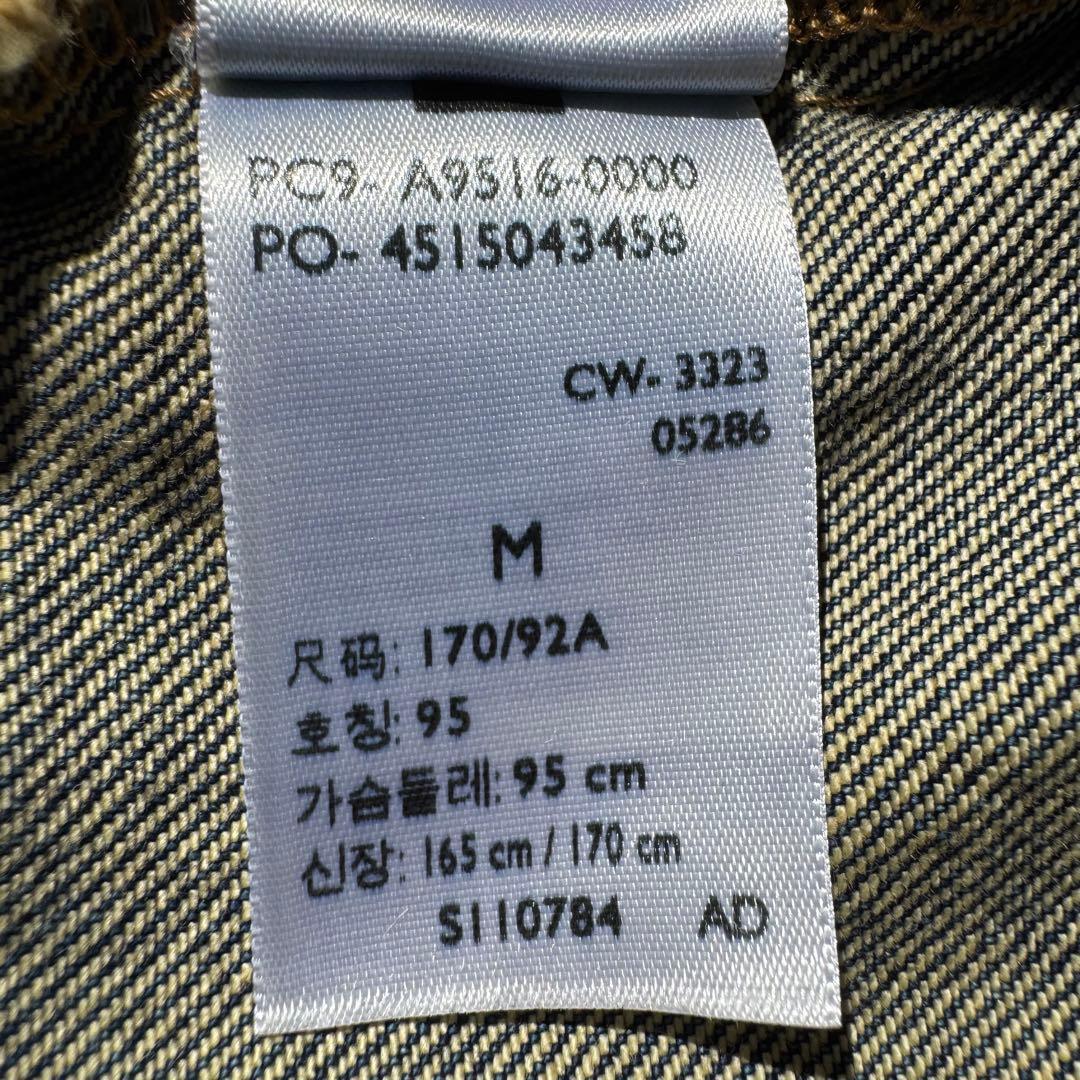 PC9- A9516-0000
PO- 4515043458
CW- 3323
05286
M
尺码: 170/92A
호칭: 95
가슴둘레: 95 cm
신장: 165 cm / 170 cm
S110784 AD